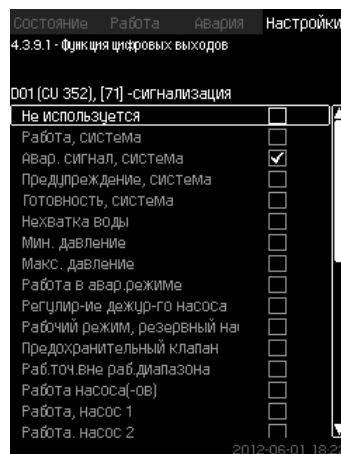 Состояние Работа Авария Настройки
4.3.9.1 - функция цифровых выходов
DO1 (CU 352), [71] -сигнализация
Не используется
Работа, система
Авар. сигнал, система
Предупреждение, система
Готовность, система
Нехватка воды
Мин. давление
Макс. давление
Работа в авар.режиме
Регулир-ие дежур-го насоса
Рабочий режим, резервный
Предохранительный клапан
Раб.точ.вне раб.диапазона
Работа насоса(-ов)
Работа, насос 1
Работа. насос 2
2012-06-01